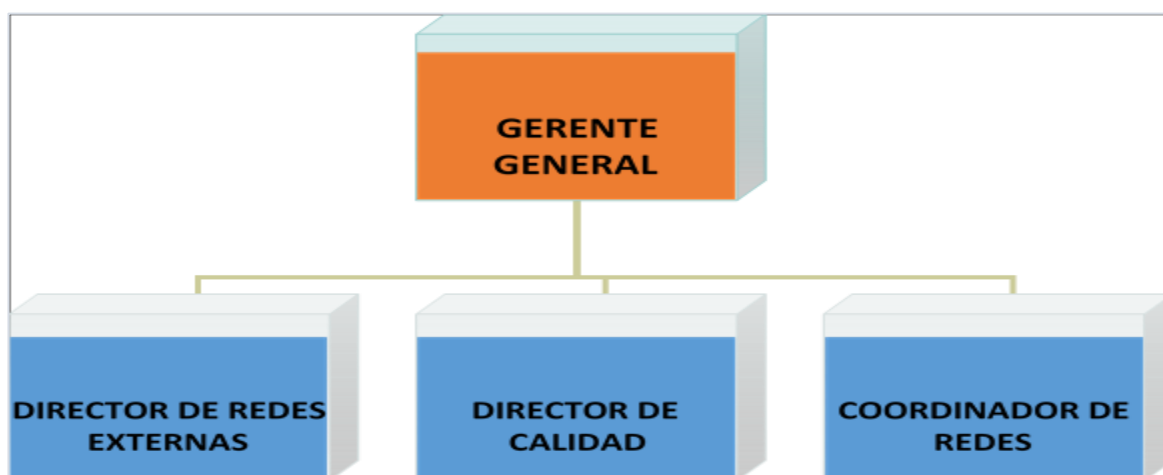 GERENTE
GENERAL
DIRECTOR DE REDES
EXTERNAS
DIRECTOR DE
CALIDAD
COORDINADOR DE
REDES